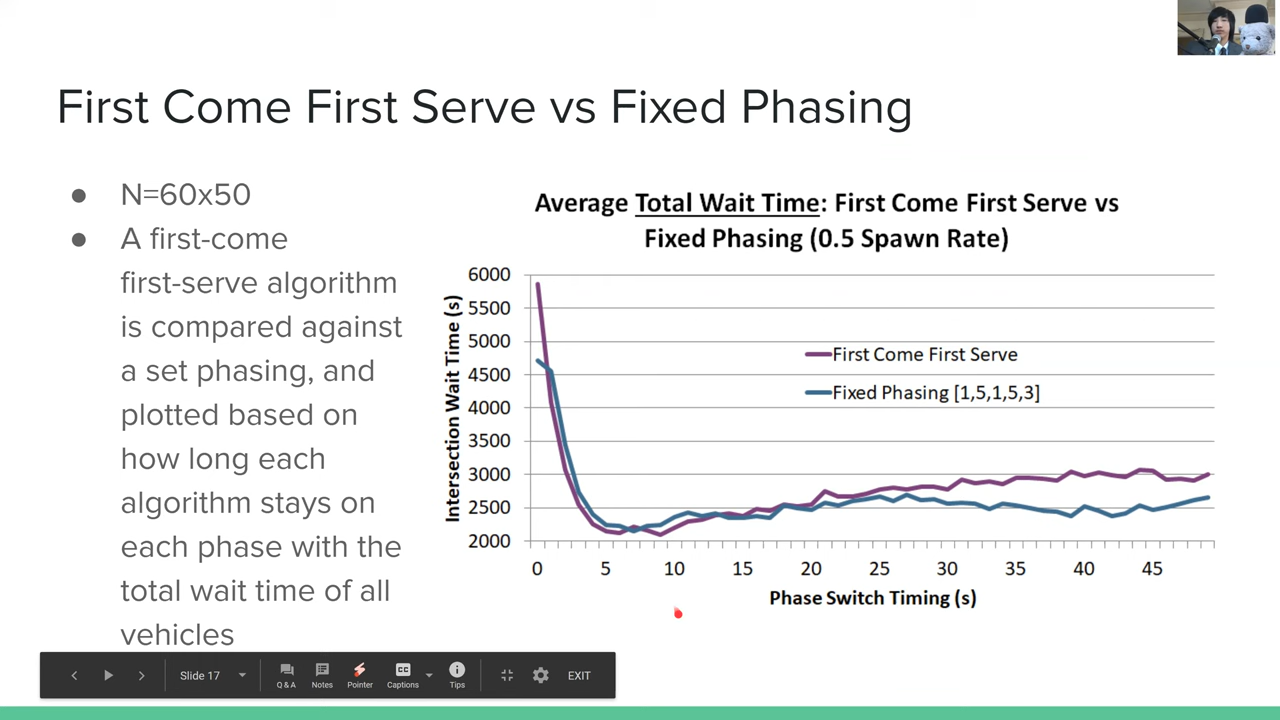 First Come First Serve vs Fixed Phasing
● N=60x50
● A first-come
first-serve algorithm
is compared against
a set phasing, and
plotted based on
how long each
algorithm stays on
each phase with the
total wait time of all
vehicles
Average Total Wait Time: First Come First Serve vs
Fixed Phasing (0.5 Spawn Rate)
Intersection Wait Time (s)
6000
5500
5000
4500
4000
3500
3000
2500
2000
First Come First Serve
Fixed Phasing [1,5,1,5,3]
0 5 10 15 20 25 30 35 40 45
Phase Switch Timing (s)
Slide 17
Q & A Notes Pointer CC Captions Tips EXIT